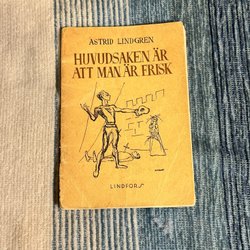 ASTRID LINDGREN
HUVUDSAKEN ÄR
ATT MAN ÄR FRISK
LINDFORS